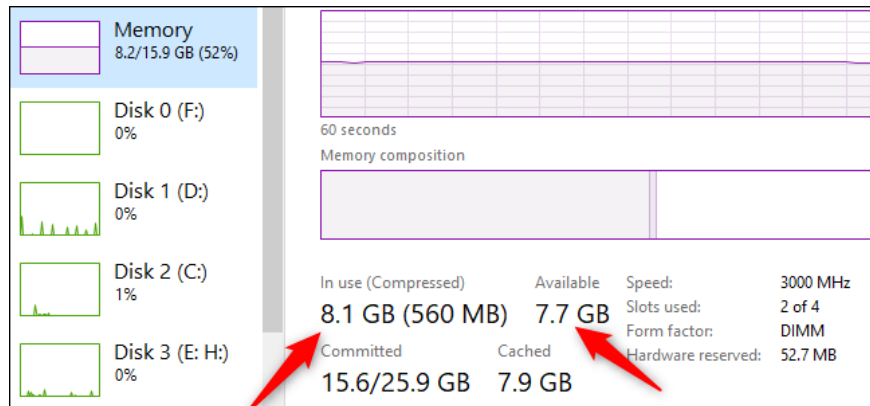 Memory
8.2/15.9 GB (52%)
Disk 0 (F:)
0%
Disk 1 (D:)
0%
Disk 2 (C:)
1%
Disk 3 (E: H:)
0%
60 seconds
Memory composition
In use (Compressed)
8.1 GB (560 MB)
Available
7.7 GB
Committed
15.6/25.9 GB
Cached
7.9 GB
Speed: 3000 MHz
Slots used: 2 of 4
Form factor: DIMM
Hardware reserved: 52.7 MB